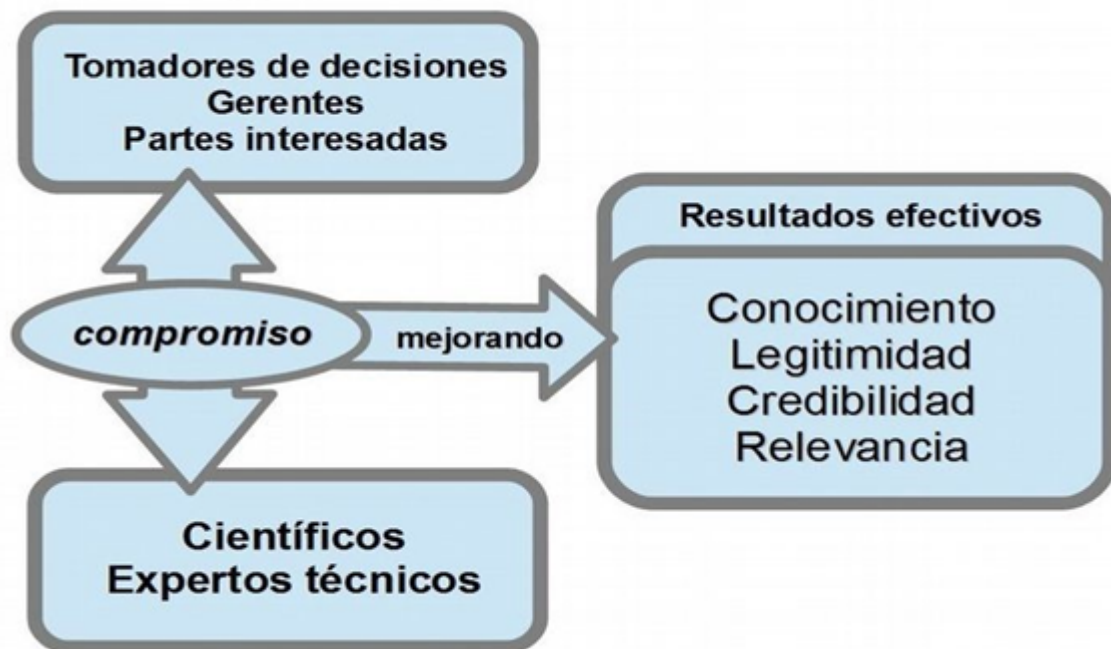 Tomadores de decisiones
Gerentes
Partes interesadas
Resultados efectivos
compromiso
mejorando
Conocimiento
Legitimidad
Credibilidad
Relevancia
Científicos
Expertos técnicos